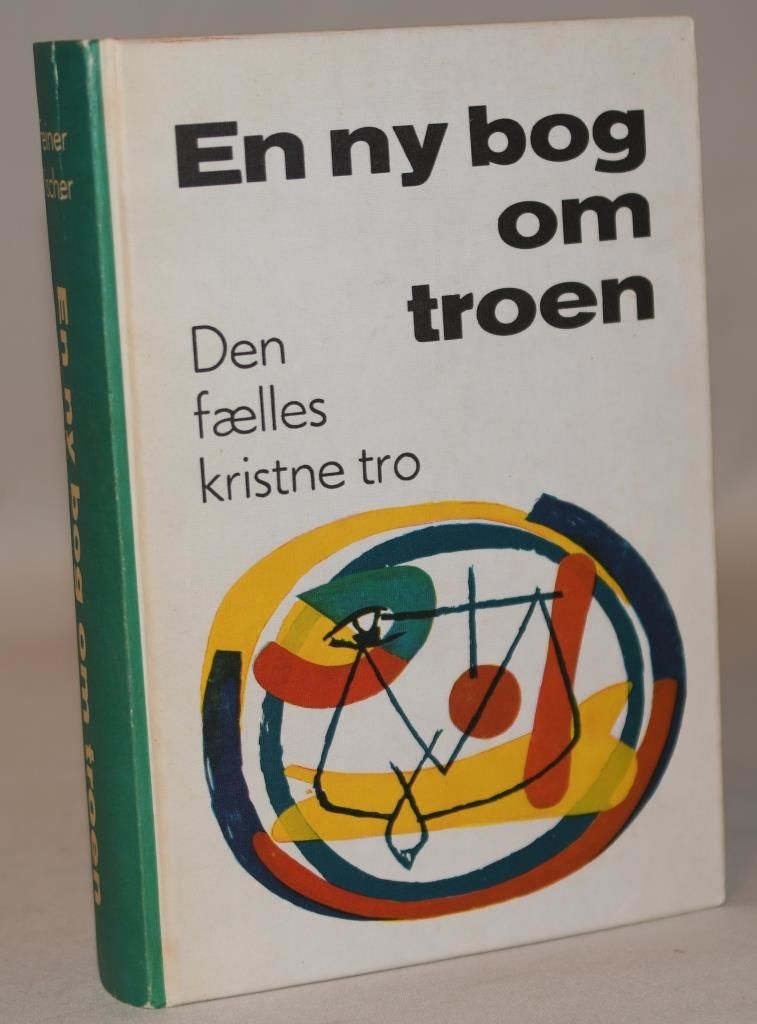 En ny bog
om
troen
Den
fælles
kristne tro
En ny bog om troen